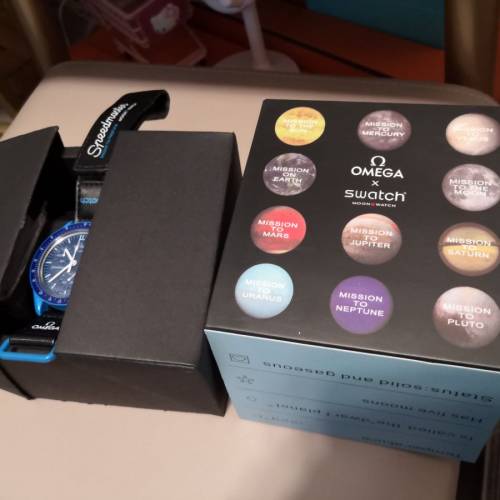 Speedmaster
MISSION
TO THE
SUN
MISSION
TO
MERCURY
MISSION
TO
VENUS
MISSION
ON
EARTH
Ω
OMEGA
×
swatch
MOONSWATCH
MISSION
TO THE
MOON
MISSION
TO
MARS
MISSION
TO
JUPITER
MISSION
TO
SATURN
MISSION
TO
URANUS
MISSION
TO
NEPTUNE
MISSION
TO
PLUTO
OMEGA
Status: solid and gaseous
Has five moons
Is called the "dwarf planet"